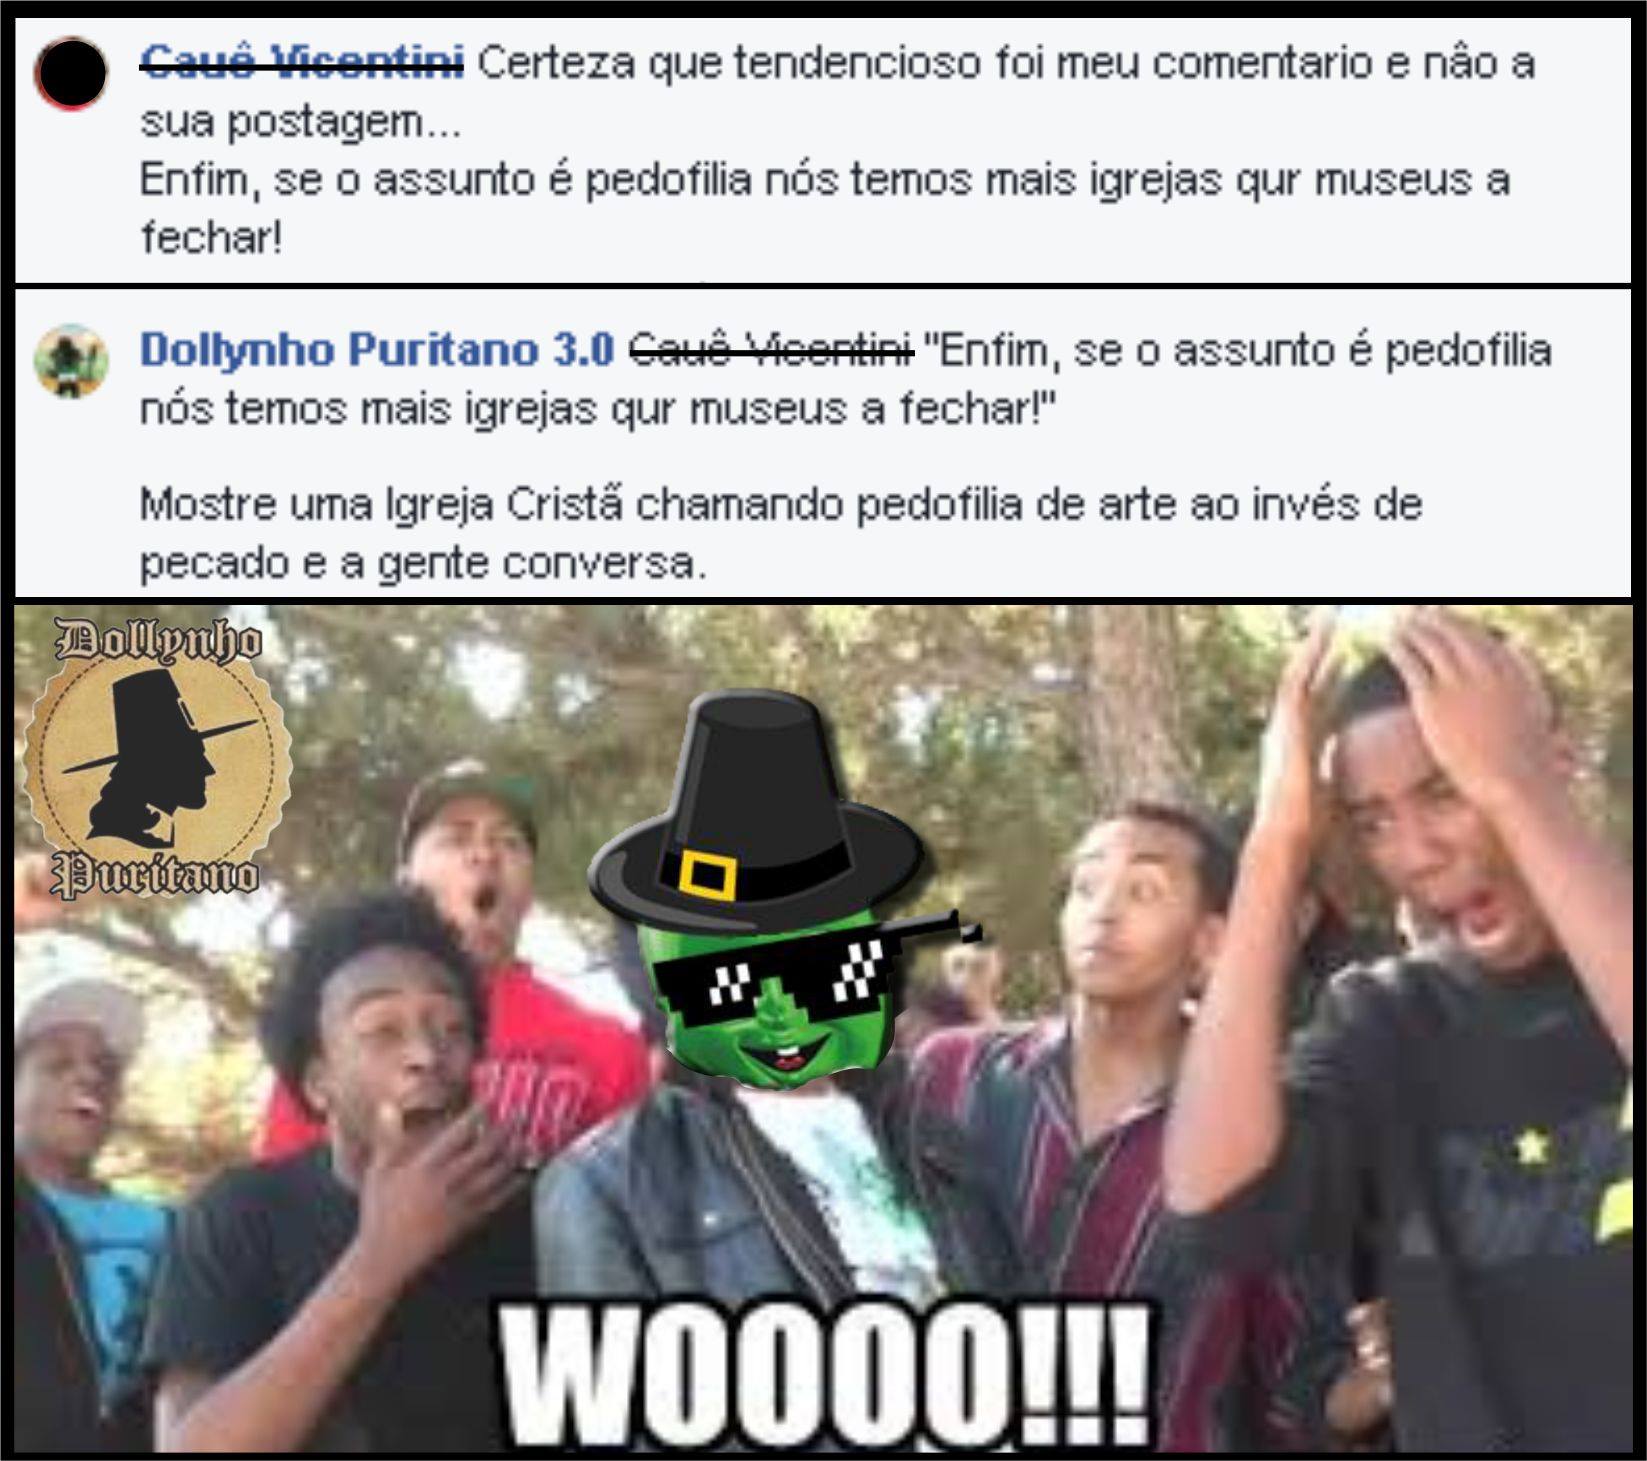 Cauê Vicentini Certeza que tendencioso foi meu comentario e nâo a
sua postagem...
Enfim, se o assunto é pedofilia nós temos mais igrejas qur museus a
fechar!
Dollynho Puritano 3.0 Cauê Vicentini "Enfim, se o assunto é pedofilia
nós temos mais igrejas qur museus a fechar!"
Mostre uma Igreja Cristã chamando pedofilia de arte ao invés de
pecado e a gente conversa.
Dollynho
Puritano
WOOOO!!!